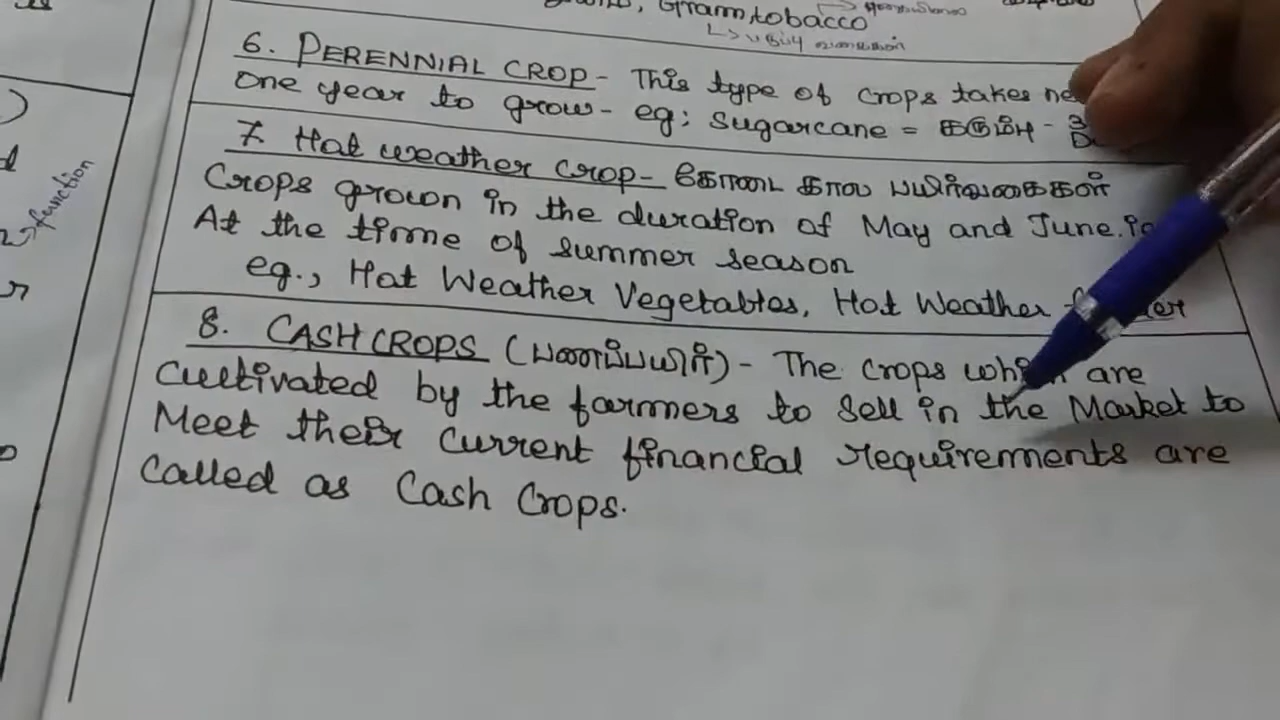 Gram, tobacco
6. PERENNIAL CROP - This type of crops takes
one year to grow - eg: Sugarcane = கரும்பு -
7. Hot weather crop - கோடை கால பயிர்வகைகள்
Crops grown in the duration of May and June.
At the time of summer season
eg., Hot Weather Vegetables, Hot Weather
8. CASH CROPS (பணப்பயிர்) - The crops which are
Cultivated by the farmers to Sell in the Market to
Meet their Current financial requirements are
Called as Cash Crops.
function